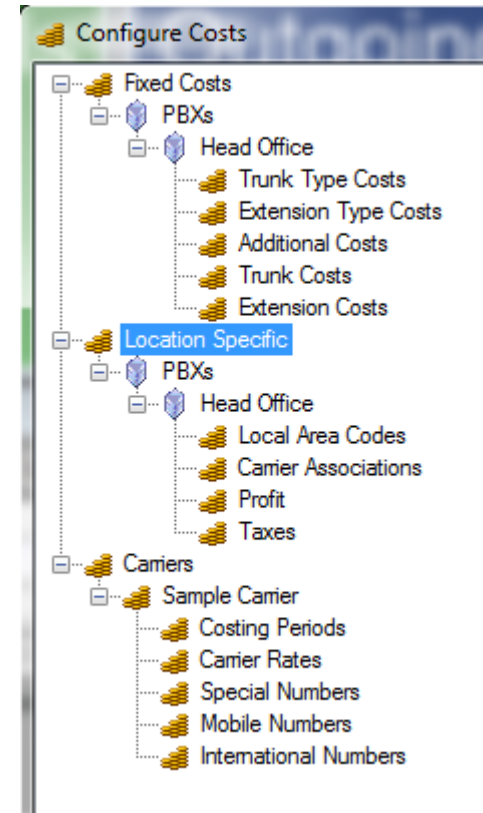 Configure Costs
Fixed Costs
PBXs
Head Office
Trunk Type Costs
Extension Type Costs
Additional Costs
Trunk Costs
Extension Costs
Location Specific
PBXs
Head Office
Local Area Codes
Carrier Associations
Profit
Taxes
Carriers
Sample Carrier
Costing Periods
Carrier Rates
Special Numbers
Mobile Numbers
International Numbers